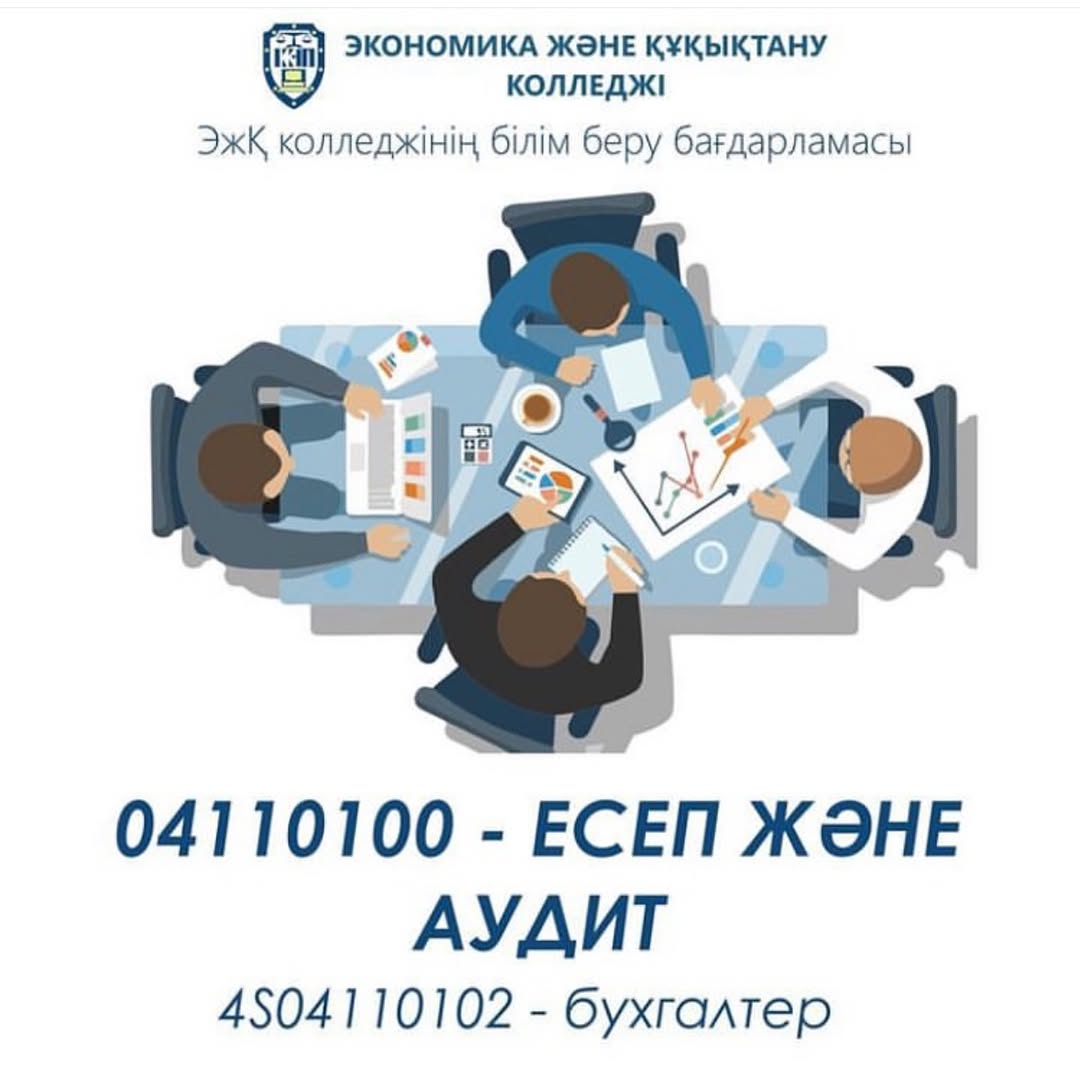 ЭКОНОМИКА ЖӘНЕ ҚҰҚЫҚТАНУ
КОЛЛЕДЖІ
ЭжҚ колледжінің білім беру бағдарламасы
04110100 - ЕСЕП ЖӘНЕ
АУДИТ
4S04110102 - бухгалтер